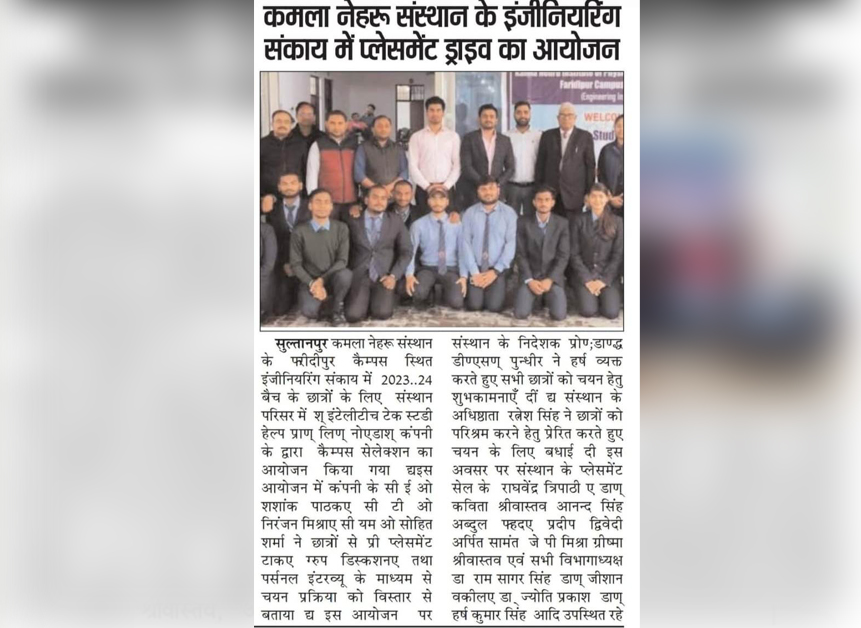 कमला नेहरू संस्थान के इंजीनियरिंग
संकाय में प्लेसमेंट ड्राइव का आयोजन
Faridipur Campus
(Engineering In
WELCO
Stud
सुल्तानपुर कमला नेहरू संस्थान
के फरीदीपुर कैम्पस स्थित
इंजीनियरिंग संकाय में 2023..24
बैच के छात्रों के लिए संस्थान
परिसर में श् इंटेलीटीच टेक स्टडी
हेल्प प्राण् लिण् नोएडाश् कंपनी
के द्वारा कैम्पस सेलेक्शन का
आयोजन किया गया द्यइस
आयोजन में कंपनी के सी ई ओ
शशांक पाठकए सी टी ओ
निरंजन मिश्राए सी यम ओ सोहित
शर्मा ने छात्रों से प्री प्लेसमेंट
टाकए ग्रुप डिस्कशनए तथा
पर्सनल इंटरव्यू के माध्यम से
चयन प्रक्रिया को विस्तार से
बताया द्य इस आयोजन पर
संस्थान के निदेशक प्रोण्;डाण्द्ध
डीण्एसण् पुन्धीर ने हर्ष व्यक्त
करते हुए सभी छात्रों को चयन हेतु
शुभकामनाएँ दीं द्य संस्थान के
अधिष्ठाता रत्नेश सिंह ने छात्रों को
परिश्रम करने हेतु प्रेरित करते हुए
चयन के लिए बधाई दी इस
अवसर पर संस्थान के प्लेसमेंट
सेल के राघवेंद्र त्रिपाठी ए डाण्
कविता श्रीवास्तव आनन्द सिंह
अब्दुल फ्हदए प्रदीप द्विवेदी
अर्पित सामंत जे पी मिश्रा ग्रीष्मा
श्रीवास्तव एवं सभी विभागाध्यक्ष
डा राम सागर सिंह डाण् जीशान
वकीलए डा ज्योति प्रकाश डाण्
हर्ष कुमार सिंह आदि उपस्थित रहे